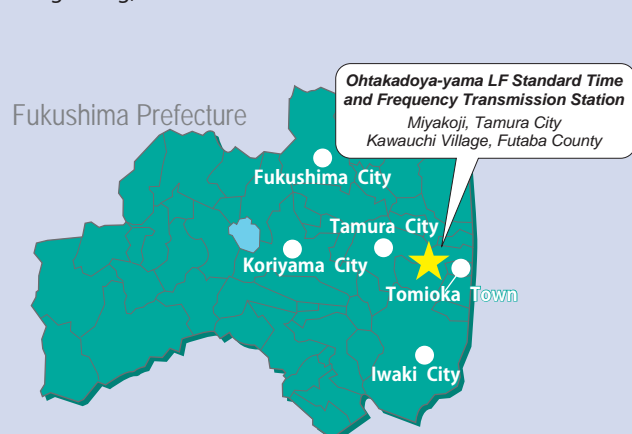 Ohtakadoya-yama LF Standard Time
and Frequency Transmission Station
Miyakoji, Tamura City
Kawauchi Village, Futaba County
Fukushima Prefecture
Fukushima City
Tamura City
Koriyama City
Tomioka Town
Iwaki City